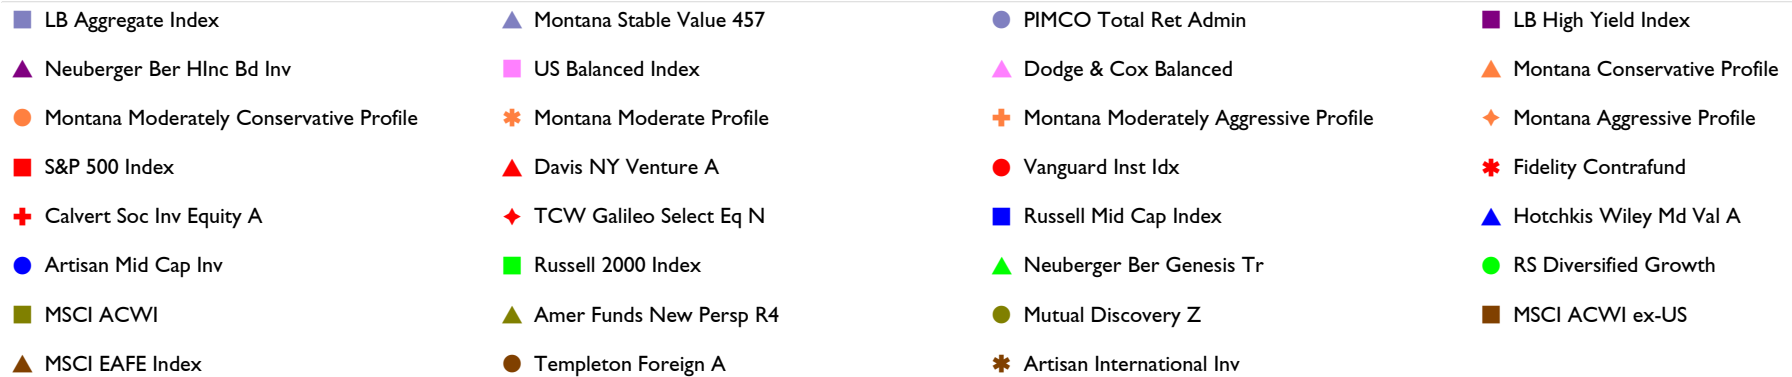 LB Aggregate Index Montana Stable Value 457 PIMCO Total Ret Admin LB High Yield Index
Neuberger Ber HInc Bd Inv US Balanced Index Dodge & Cox Balanced Montana Conservative Profile
Montana Moderately Conservative Profile Montana Moderate Profile Montana Moderately Aggressive Profile Montana Aggressive Profile
S&P 500 Index Davis NY Venture A Vanguard Inst Idx Fidelity Contrafund
Calvert Soc Inv Equity A TCW Galileo Select Eq N Russell Mid Cap Index Hotchkis Wiley Md Val A
Artisan Mid Cap Inv Russell 2000 Index Neuberger Ber Genesis Tr RS Diversified Growth
MSCI ACWI Amer Funds New Persp R4 Mutual Discovery Z MSCI ACWI ex-US
MSCI EAFE Index Templeton Foreign A Artisan International Inv